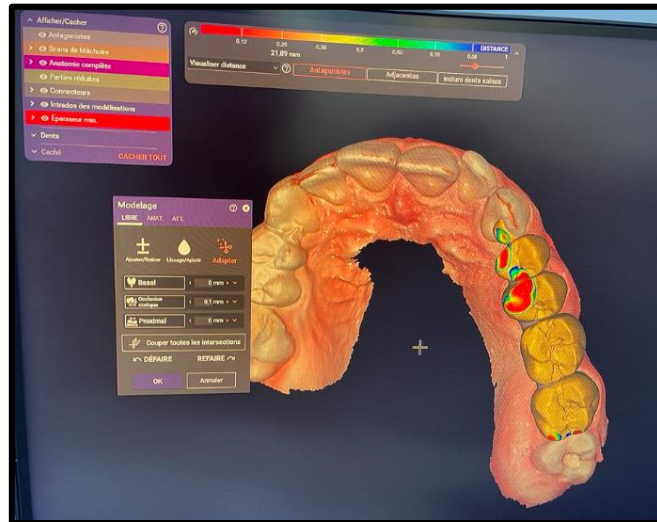 Afficher/Cacher
Antagonistes
Scans de Mâchoire
Anatomie complète
Parties réduites
Connecteurs
Intrados des modélisations
Épaisseur min.
Dents
Caché
CACHER TOUT
0,12
0,25
0,38
0,5
0,62
0,75
0,88
1
DISTANCE
21,09 mm
Visualiser distance
Antagonistes
Adjacentes
Inclure dents saines
Modelage
LIBRE
ANAT.
ATT.
Ajouter/Retirer
Lissage/Aplatir
Adapter
Basal
0 mm
Occlusion statique
0,1 mm
Proximal
0 mm
Couper toutes les intersections
DÉFAIRE
REFAIRE
OK
Annuler